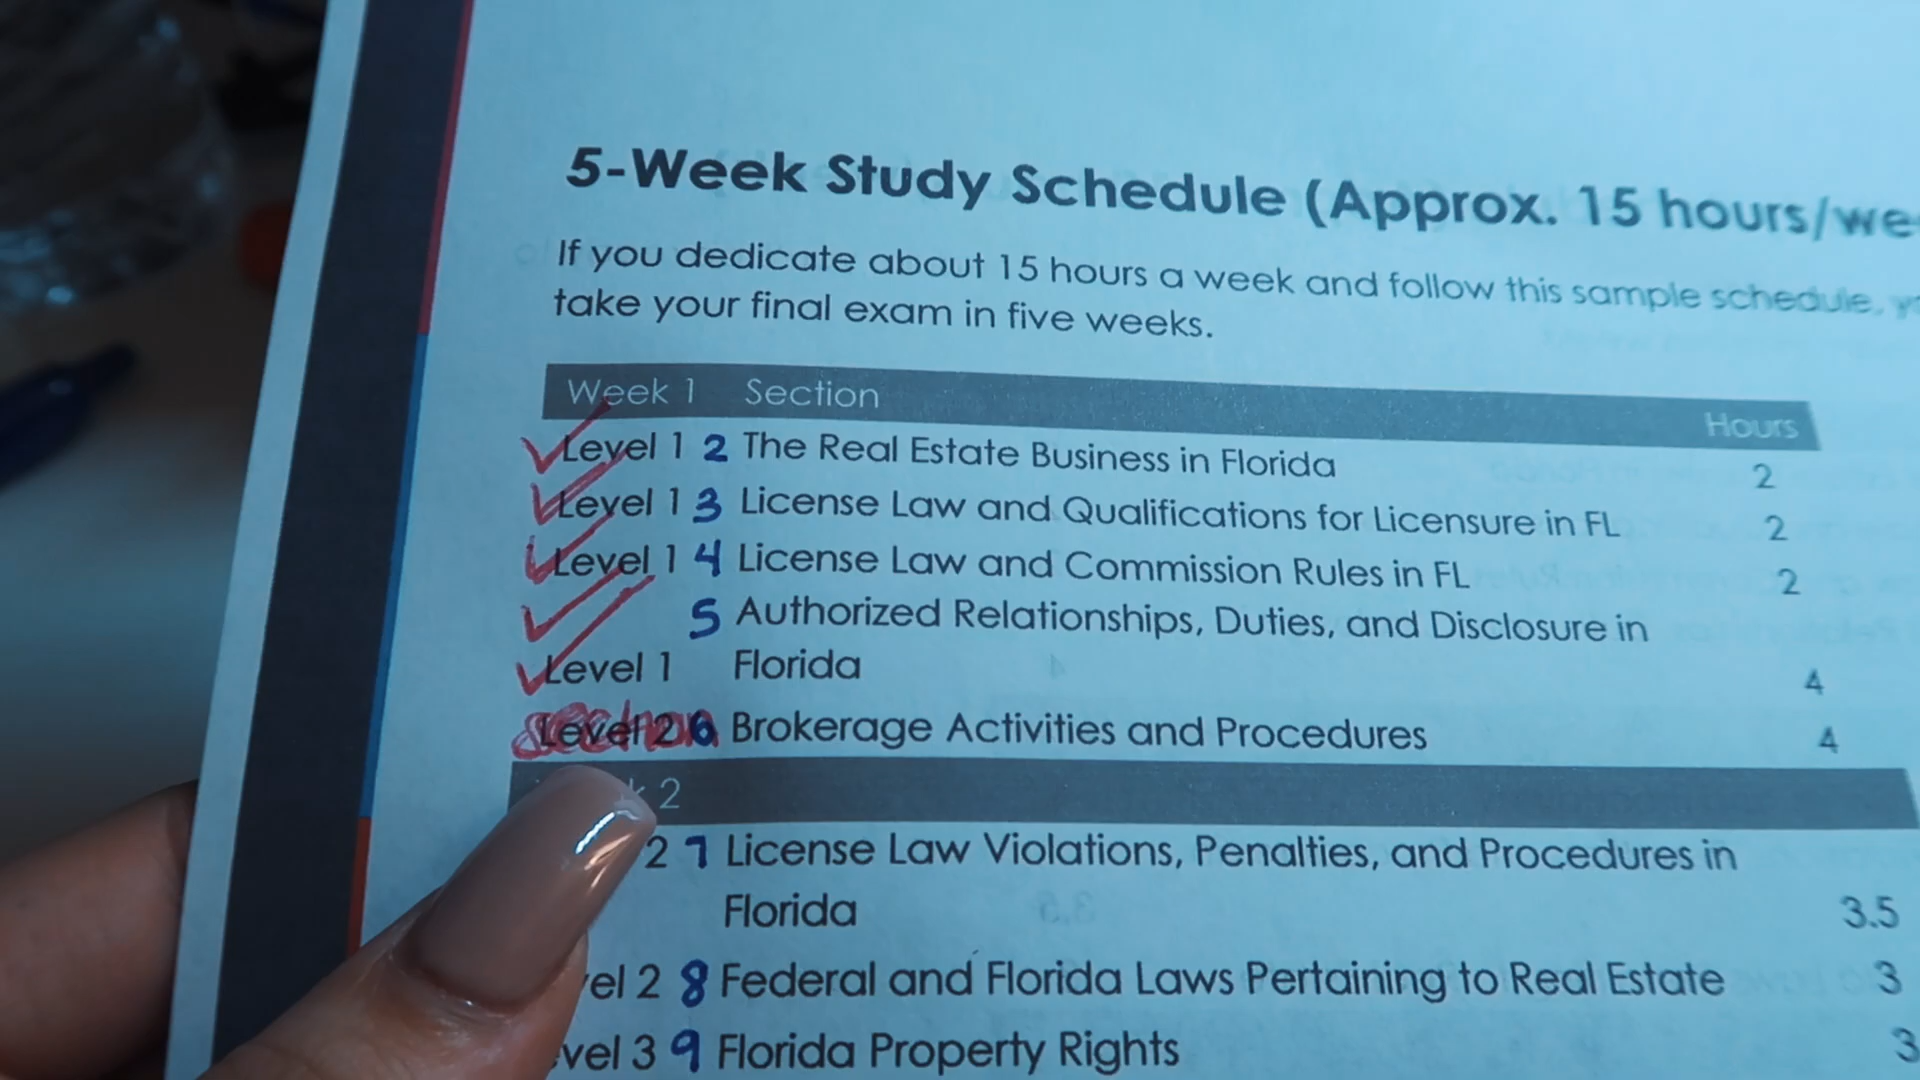 5-Week Study Schedule (Approx. 15 hours/we
If you dedicate about 15 hours a week and follow this sample schedule, y
take your final exam in five weeks.
Week 1 Section Hours
Level 1 2 The Real Estate Business in Florida 2
Level 1 3 License Law and Qualifications for Licensure in FL 2
Level 1 4 License Law and Commission Rules in FL 2
5 Authorized Relationships, Duties, and Disclosure in
Level 1 Florida 4
Level 2 6 Brokerage Activities and Procedures 4
2
2 7 License Law Violations, Penalties, and Procedures in
Florida 3.5
el 2 8 Federal and Florida Laws Pertaining to Real Estate 3
vel 3 9 Florida Property Rights 3